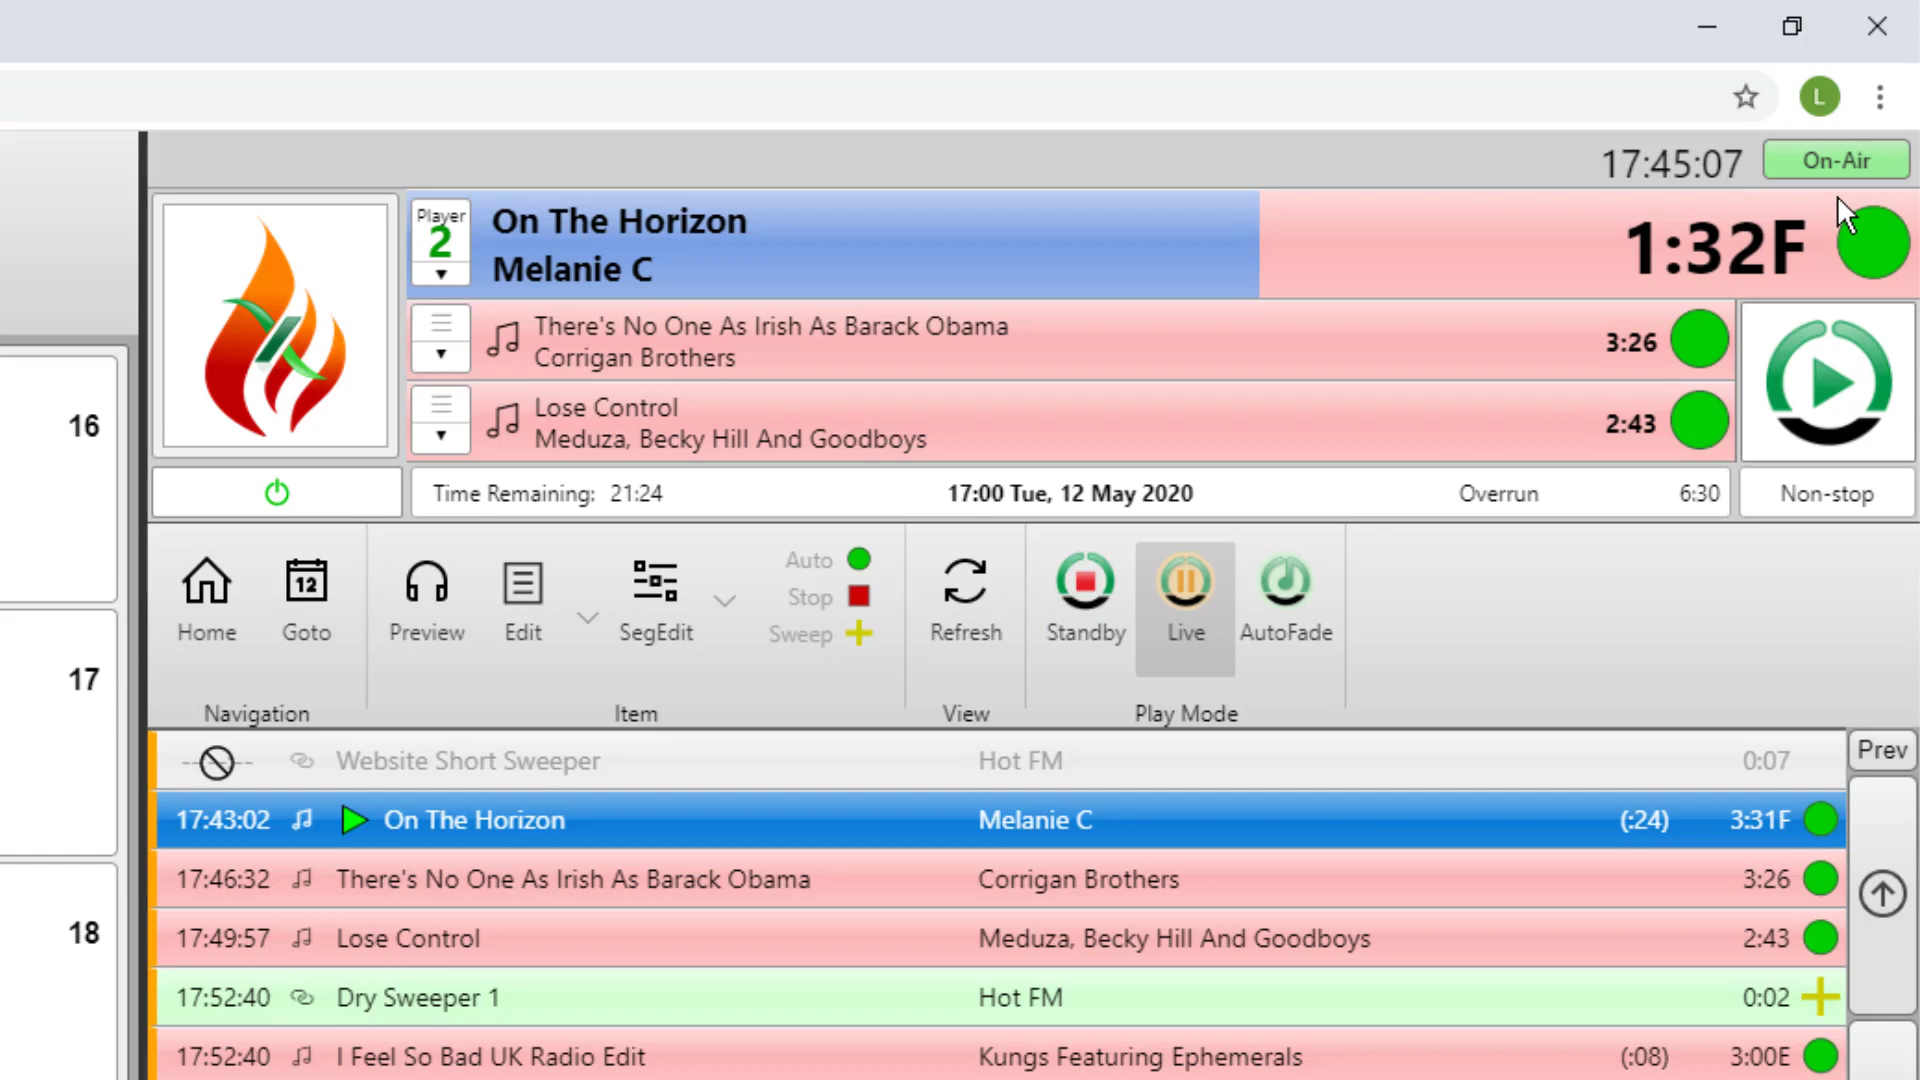 L
17:45:07 On-Air
Player
2
On The Horizon
Melanie C
1:32F
There's No One As Irish As Barack Obama
Corrigan Brothers
3:26
Lose Control
Meduza, Becky Hill And Goodboys
2:43
16
17
18
Time Remaining: 21:24 17:00 Tue, 12 May 2020 Overrun 6:30 Non-stop
12
Auto
Stop
Sweep
Home Goto Preview Edit SegEdit Refresh Standby Live AutoFade
Navigation Item View Play Mode
Website Short Sweeper Hot FM 0:07 Prev
17:43:02 On The Horizon Melanie C (:24) 3:31F
17:46:32 There's No One As Irish As Barack Obama Corrigan Brothers 3:26
17:49:57 Lose Control Meduza, Becky Hill And Goodboys 2:43
17:52:40 Dry Sweeper 1 Hot FM 0:02
17:52:40 I Feel So Bad UK Radio Edit Kungs Featuring Ephemerals (:08) 3:00E